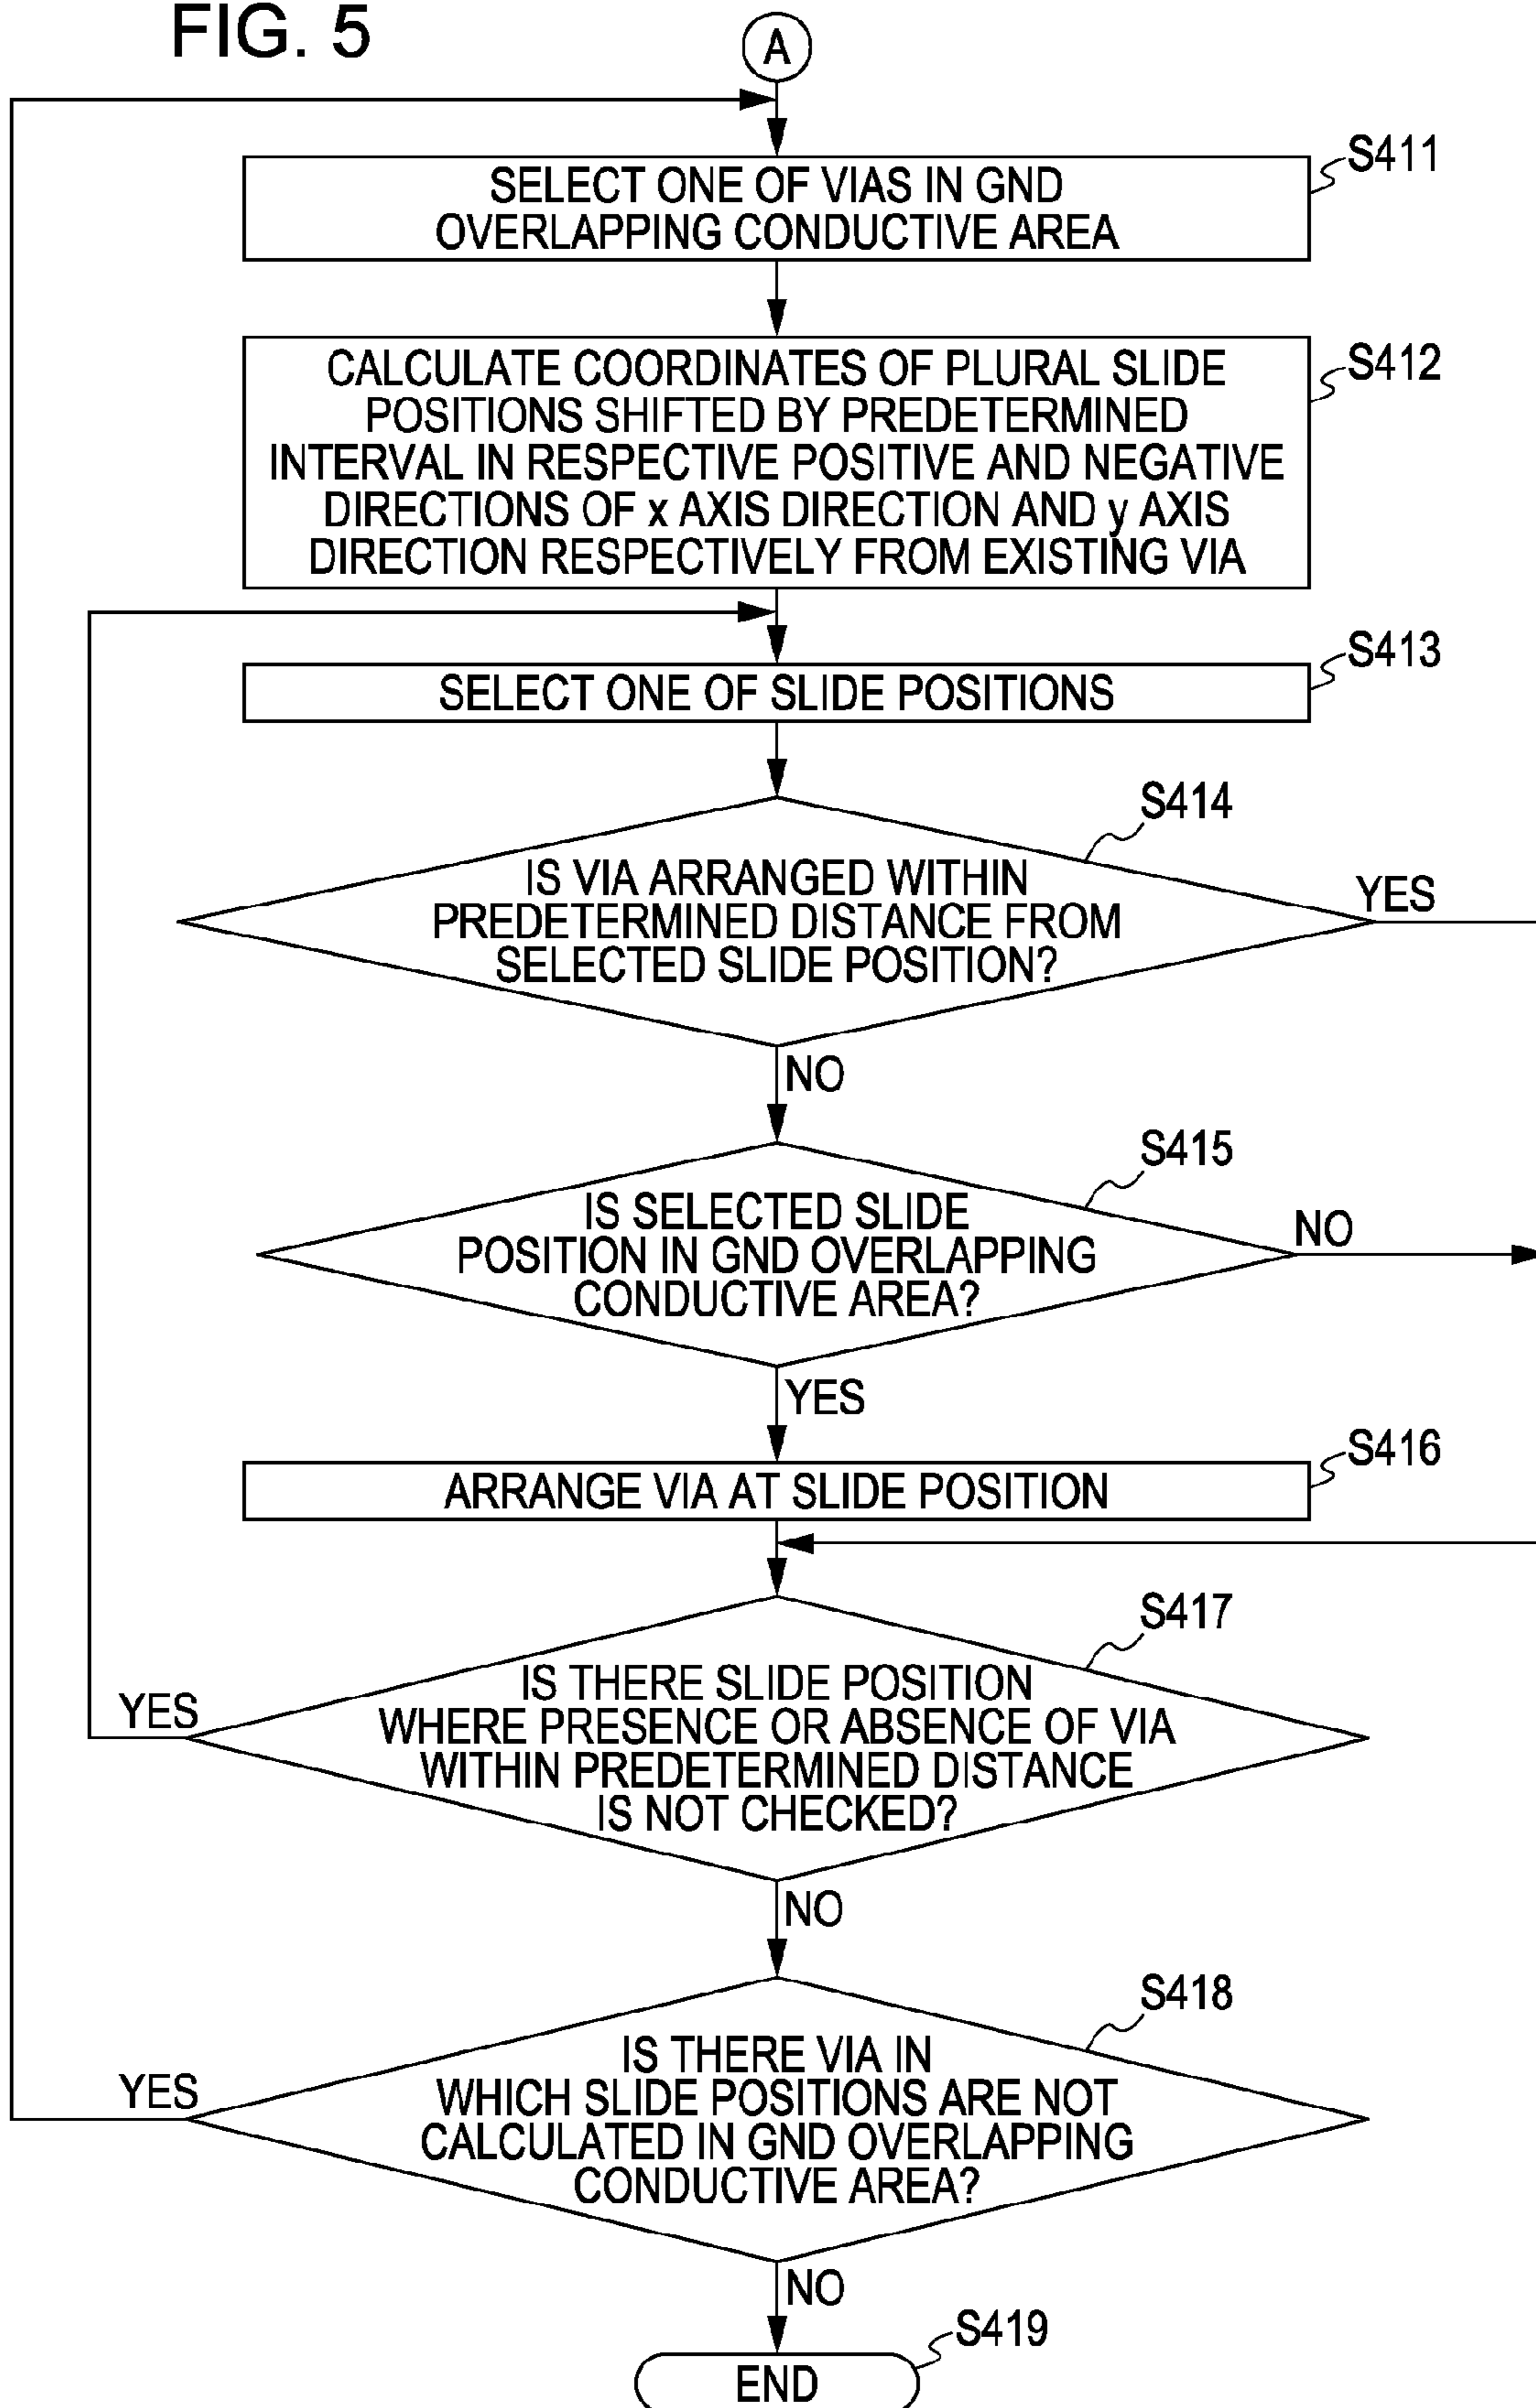 FIG. 5
A
S411
SELECT ONE OF VIAS IN GND
OVERLAPPING CONDUCTIVE AREA
S412
CALCULATE COORDINATES OF PLURAL SLIDE
POSITIONS SHIFTED BY PREDETERMINED
INTERVAL IN RESPECTIVE POSITIVE AND NEGATIVE
DIRECTIONS OF x AXIS DIRECTION AND y AXIS
DIRECTION RESPECTIVELY FROM EXISTING VIA
S413
SELECT ONE OF SLIDE POSITIONS
S414
IS VIA ARRANGED WITHIN
PREDETERMINED DISTANCE FROM
SELECTED SLIDE POSITION?
YES
NO
S415
IS SELECTED SLIDE
POSITION IN GND OVERLAPPING
CONDUCTIVE AREA?
NO
YES
S416
ARRANGE VIA AT SLIDE POSITION
S417
IS THERE SLIDE POSITION
WHERE PRESENCE OR ABSENCE OF VIA
WITHIN PREDETERMINED DISTANCE
IS NOT CHECKED?
YES
NO
S418
IS THERE VIA IN
WHICH SLIDE POSITIONS ARE NOT
CALCULATED IN GND OVERLAPPING
CONDUCTIVE AREA?
YES
NO
S419
END